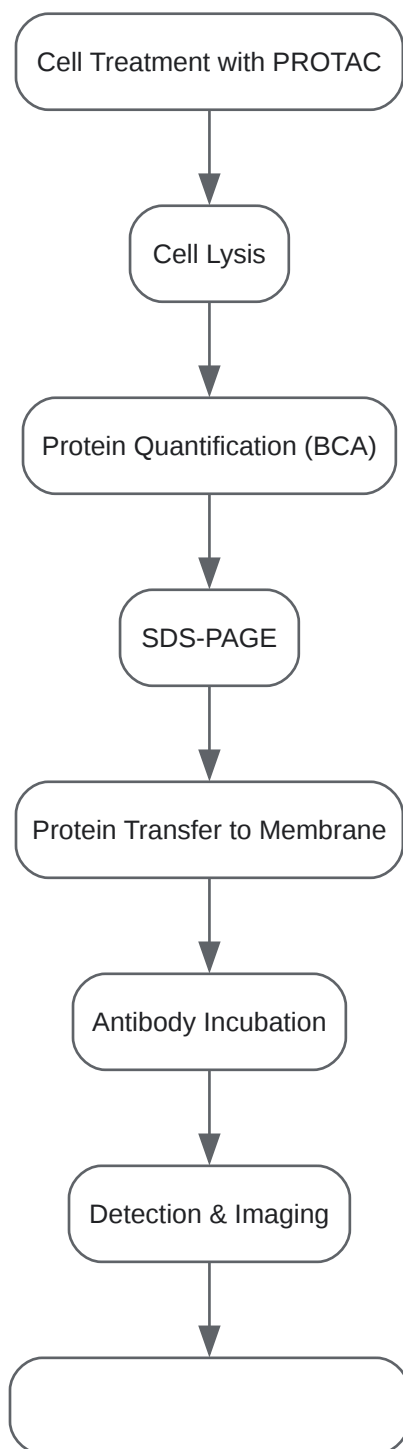 Cell Treatment with PROTAC
Cell Lysis
Protein Quantification (BCA)
SDS-PAGE
Protein Transfer to Membrane
Antibody Incubation
Detection & Imaging